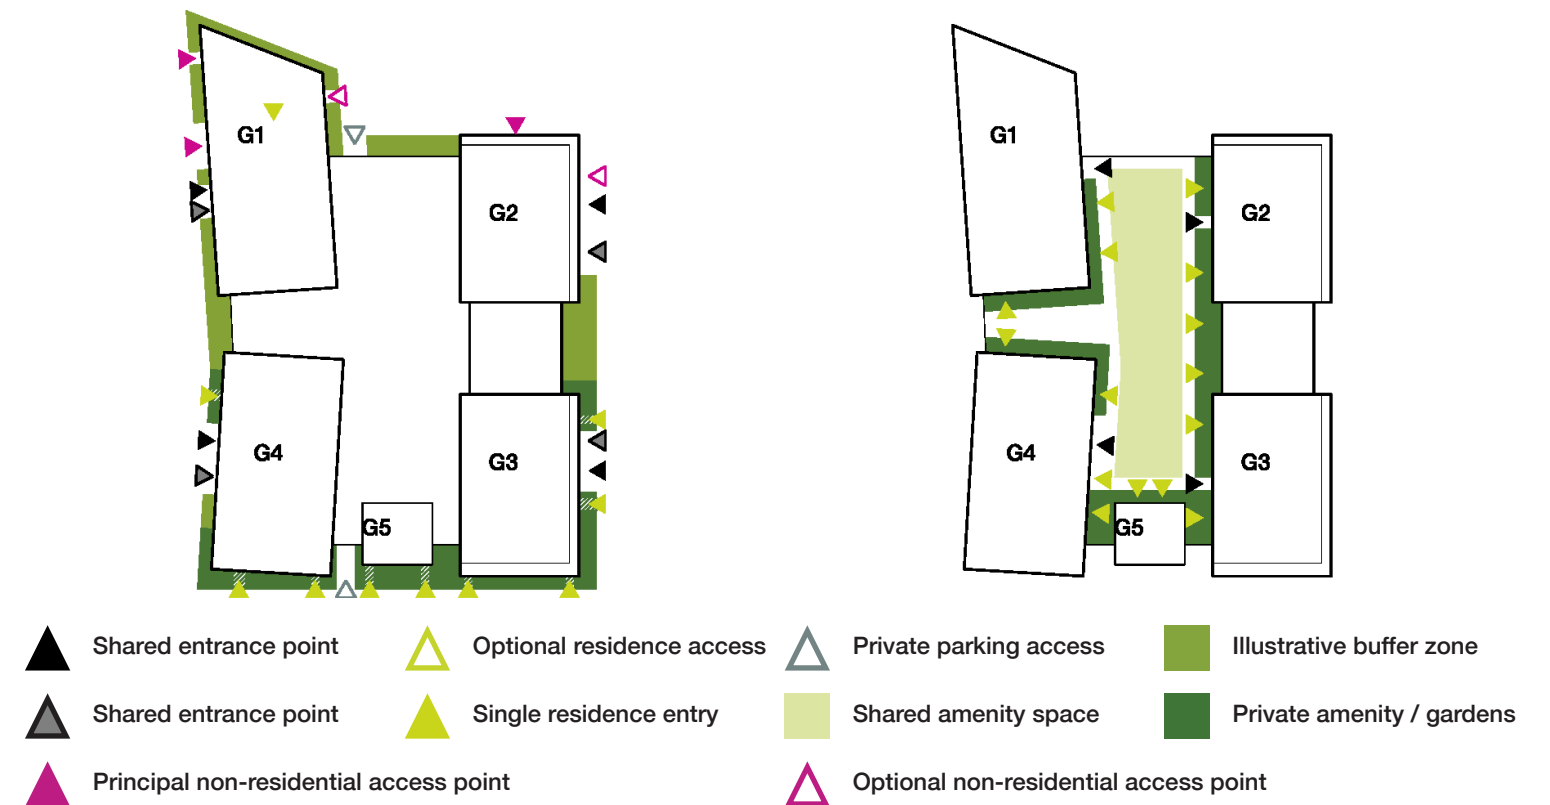 G1
G2
G4
G3
G5
G1
G2
G4
G3
G5
Shared entrance point
Optional residence access
Private parking access
Illustrative buffer zone
Shared entrance point
Single residence entry
Shared amenity space
Private amenity / gardens
Principal non-residential access point
Optional non-residential access point